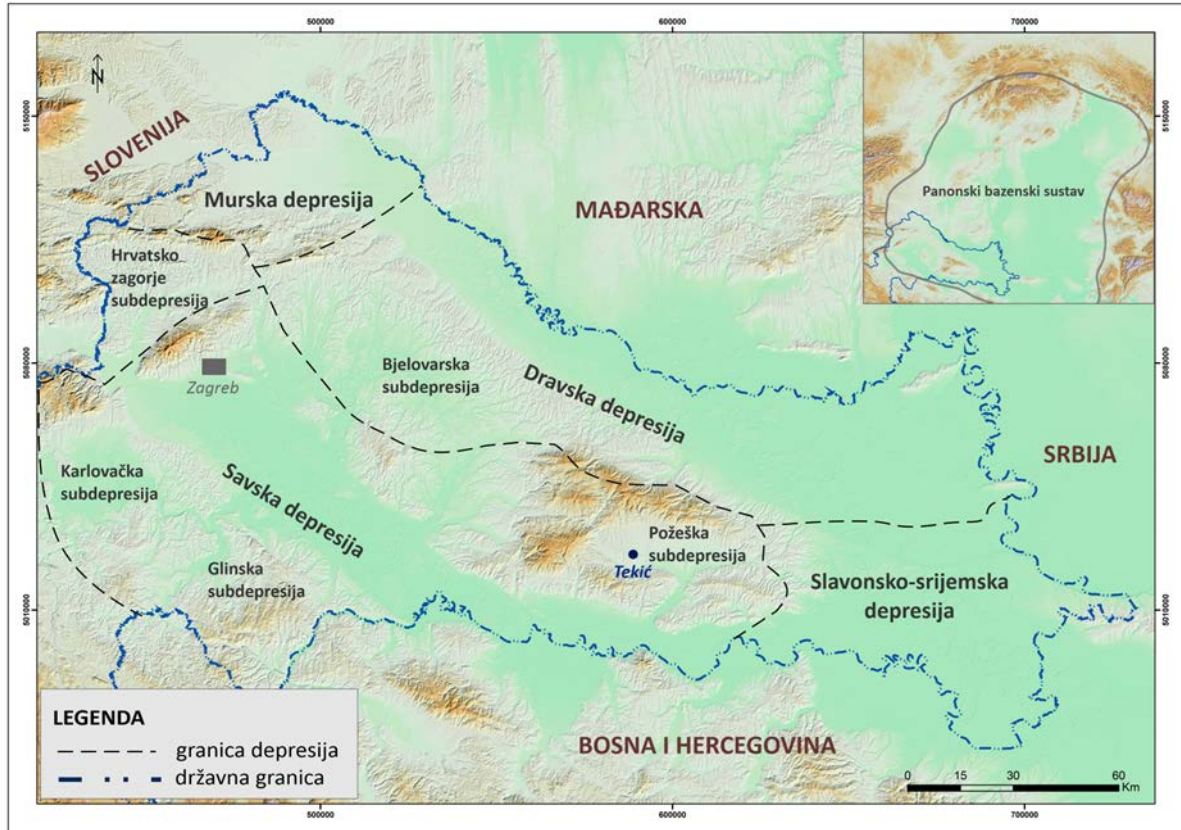 500000
600000
700000
N
SLOVENIJA
5150000
5150000
Murska depresija
MAĐARSKA
Panonski bazenski sustav
Hrvatsko
zagorje
subdepresija
5080000
5080000
Zagreb
Bjelovarska
subdepresija
Dravska depresija
SRBIJA
Karlovačka
subdepresija
Savska depresija
Požeška
subdepresija
Tekić
Glinska
subdepresija
Slavonsko-srijemska
depresija
5010000
5010000
LEGENDA
granica depresija
državna granica
BOSNA I HERCEGOVINA
0 15 30 60
Km
500000
600000
700000